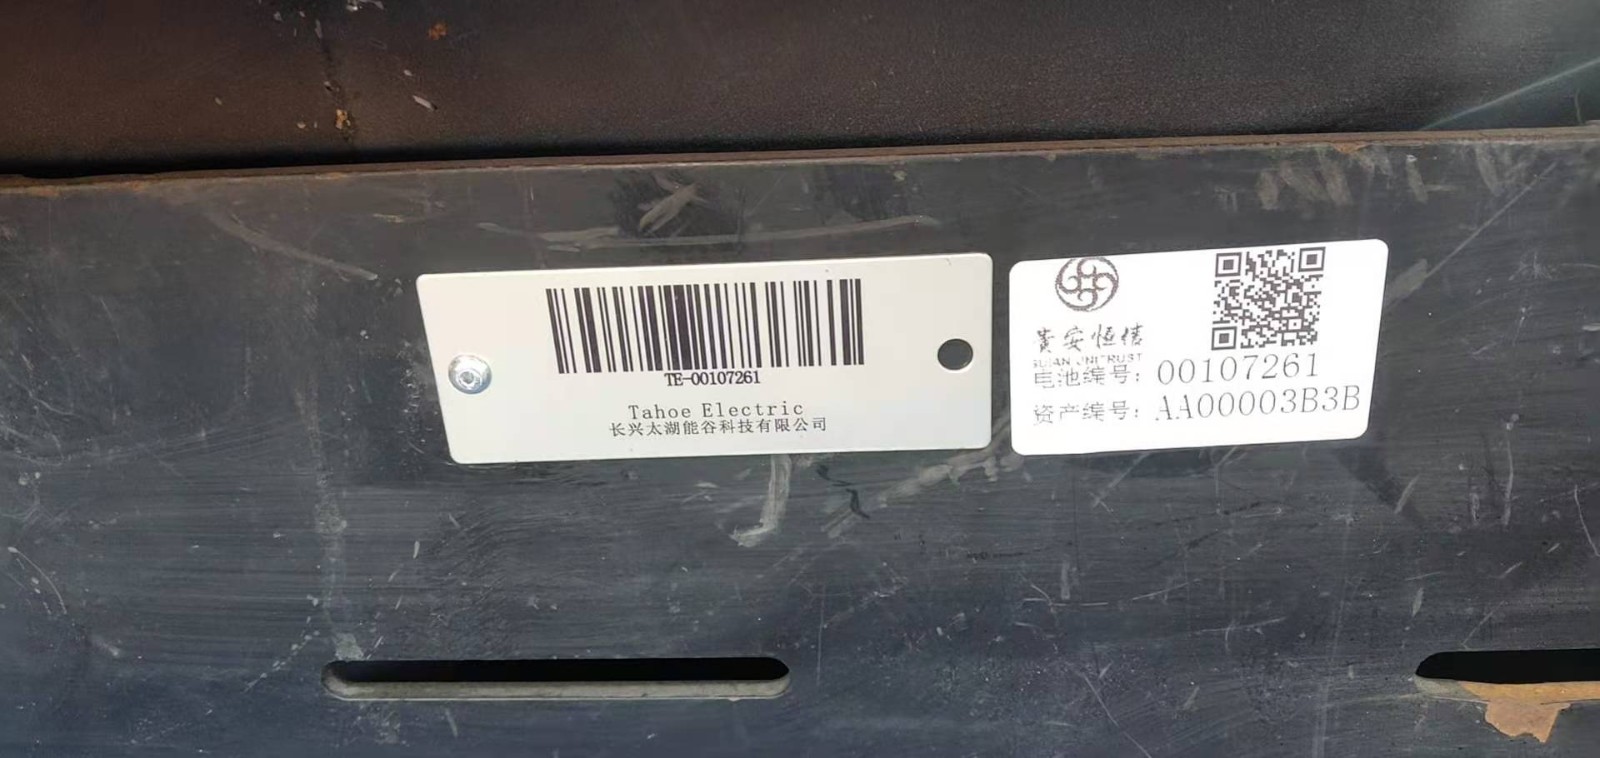 TE-00107261
Tahoe Electric
长兴太湖能谷科技有限公司
贵安恒信
GUIAN UNITRUST
电池编号：00107261
资产编号：AA00003B3B